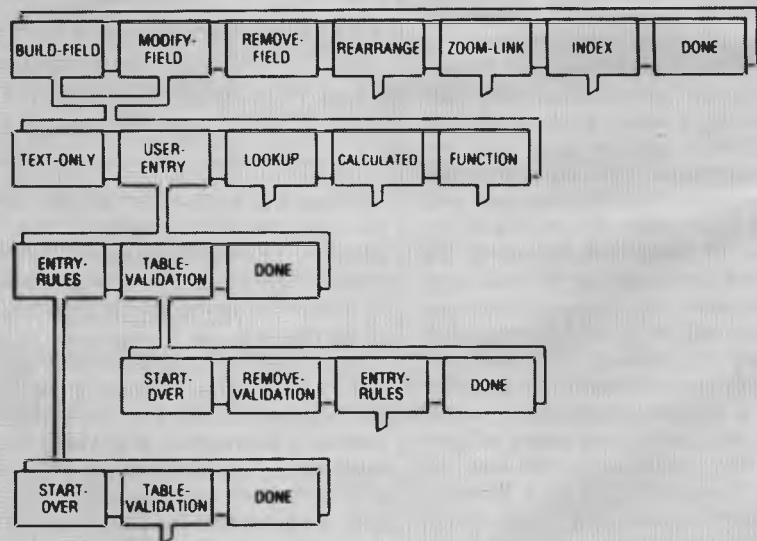 BUILD-FIELD
MODIFY-
FIELD
REMOVE-
FIELD
REARRANGE
ZOOM-LINK
INDEX
DONE
TEXT-ONLY
USER-
ENTRY
LOOKUP
CALCULATED
FUNCTION
ENTRY-
RULES
TABLE-
VALIDATION
DONE
START-
OVER
REMOVE-
VALIDATION
ENTRY-
RULES
DONE
START-
OVER
TABLE-
VALIDATION
DONE